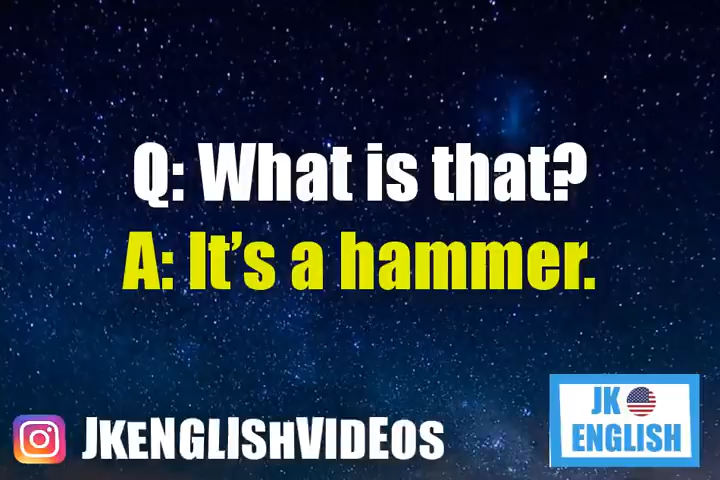 Q: What is that?
A: It's a hammer.
JKENGLISHVIDEOS
JK
ENGLISH